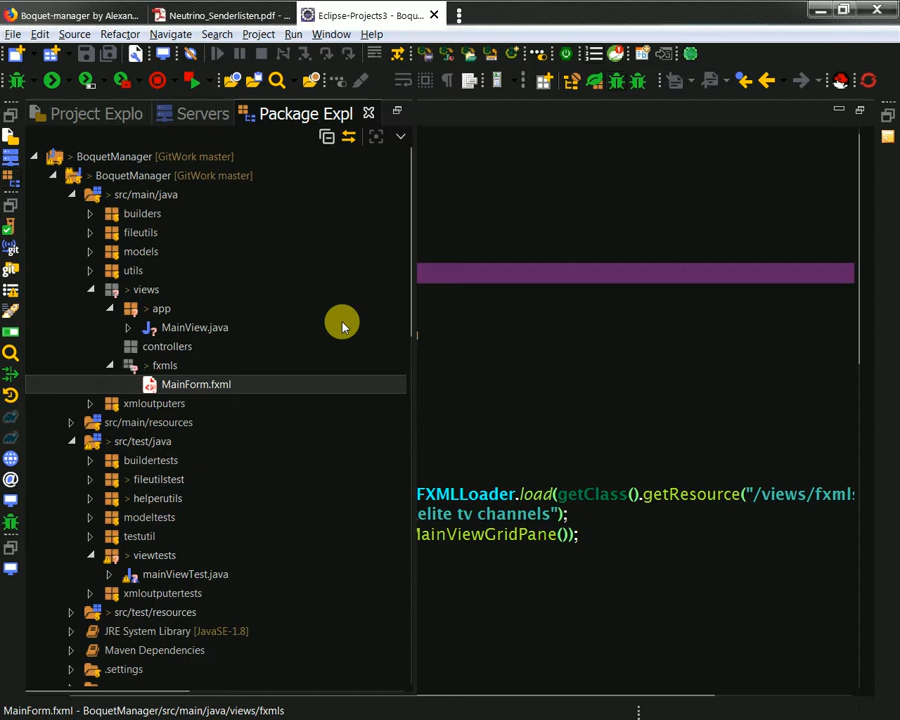 Boquet-manager by Alexan...
Neutrino_Senderlisten.pdf - ...
Eclipse-Projects3 - Boqu...
File Edit Source Refactor Navigate Search Project Run Window Help
Project Explo Servers Package Expl
> BoquetManager [GitWork master]
> BoquetManager [GitWork master]
> src/main/java
builders
fileutils
models
utils
> views
> app
MainView.java
controllers
> fxmls
MainForm.fxml
FXMLLoader.load(getClass().getResource("/views/fxmls
elite tv channels");
MainViewGridPane());
> xmloutputers
src/main/resources
> src/test/java
buildertests
> fileutilstest
> helperutils
modeltests
testutil
> viewtests
mainViewTest.java
xmloutputertests
> src/test/resources
JRE System Library [JavaSE-1.8]
Maven Dependencies
.settings
MainForm.fxml - BoquetManager/src/main/java/views/fxmls